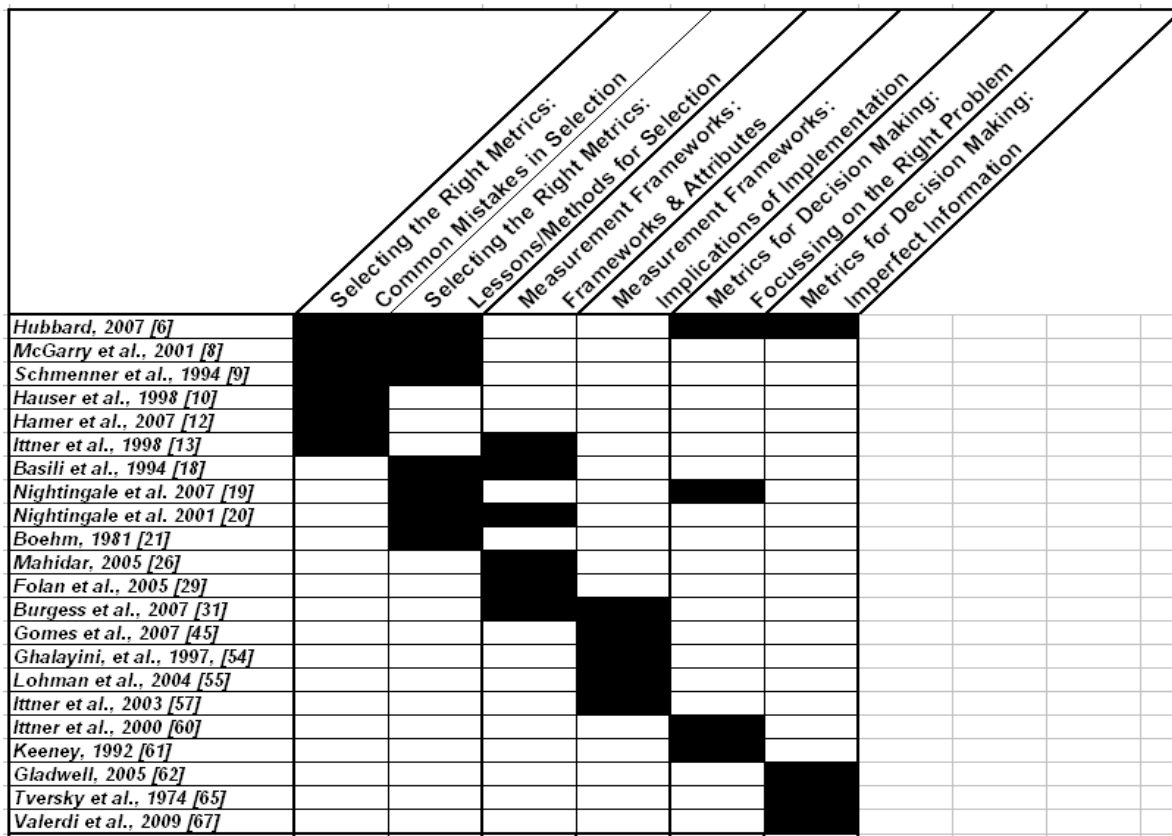 Selecting the Right Metrics:
Common Mistakes in Selection
Selecting the Right Metrics:
Lessons/Methods for Selection
Measurement Frameworks:
Frameworks & Attributes
Measurement Frameworks:
Implications of Implementation
Metrics for Decision Making:
Focussing on the Right Problem
Metrics for Decision Making:
Imperfect Information
Hubbard, 2007 [6]
McGarry et al., 2001 [8]
Schmenner et al., 1994 [9]
Hauser et al., 1998 [10]
Hamer et al., 2007 [12]
Ittner et al., 1998 [13]
Basili et al., 1994 [18]
Nightingale et al. 2007 [19]
Nightingale et al. 2001 [20]
Boehm, 1981 [21]
Mahidar, 2005 [26]
Folan et al., 2005 [29]
Burgess et al., 2007 [31]
Gomes et al., 2007 [45]
Ghalayini, et al., 1997, [54]
Lohman et al., 2004 [55]
Ittner et al., 2003 [57]
Ittner et al., 2000 [60]
Keeney, 1992 [61]
Gladwell, 2005 [62]
Tversky et al., 1974 [65]
Valerdi et al., 2009 [67]